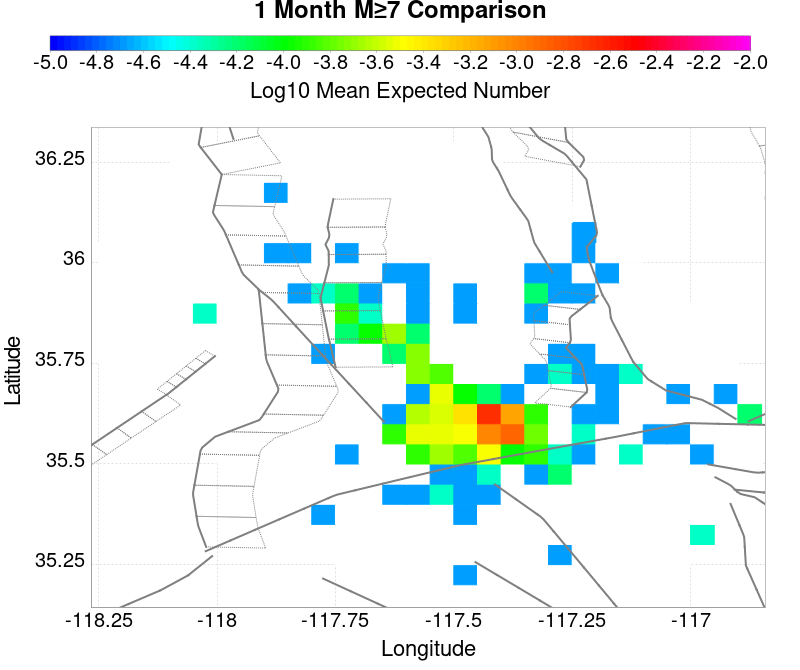 1 Month M≥7 Comparison
-5.0 -4.8 -4.6 -4.4 -4.2 -4.0 -3.8 -3.6 -3.4 -3.2 -3.0 -2.8 -2.6 -2.4 -2.2 -2.0
Log10 Mean Expected Number
36.25
36
35.75
35.5
35.25
Latitude
-118.25 -118 -117.75 -117.5 -117.25 -117
Longitude